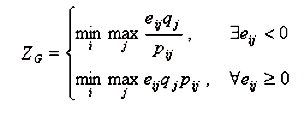 Z_G = { min_i max_j e_ij q_j / p_ij , ∃e_ij < 0
min_i max_j e_ij q_j p_ij , ∀e_ij ≥ 0